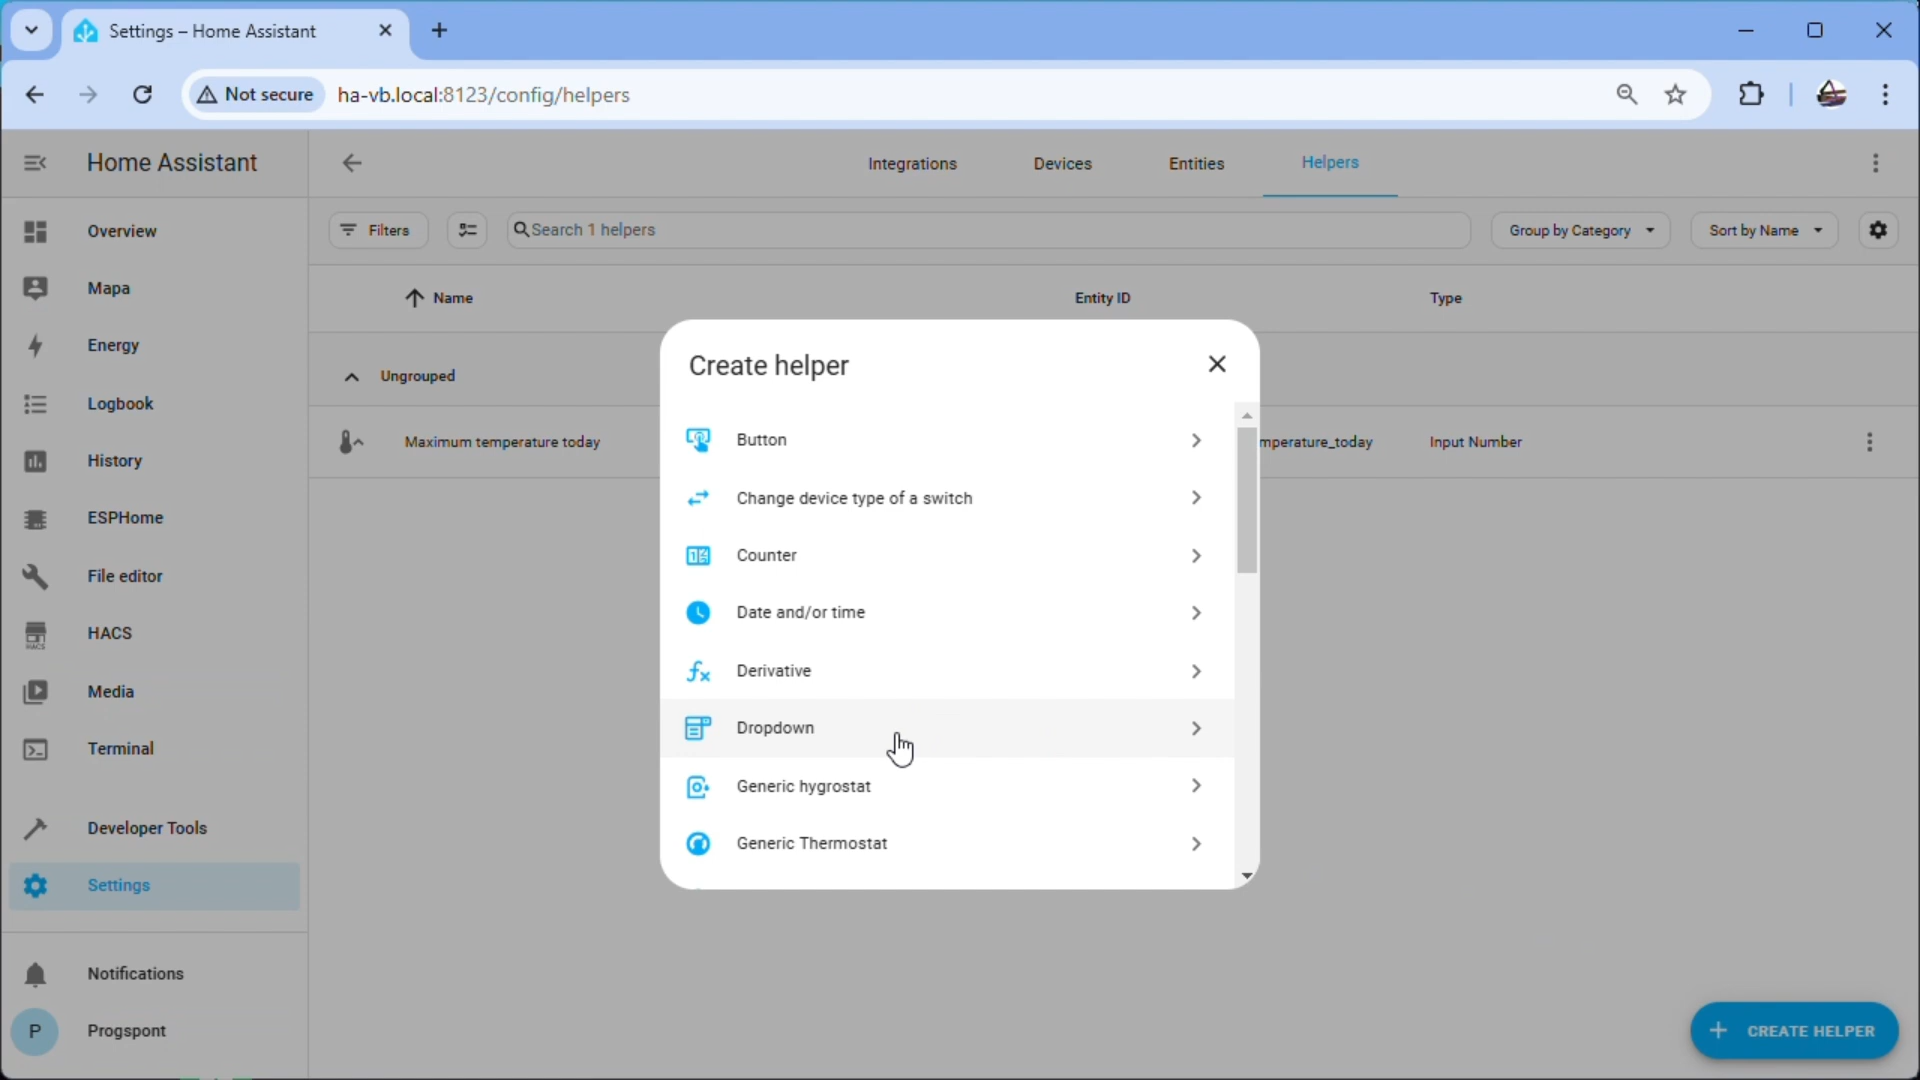 Settings – Home Assistant
Not secure
ha-vb.local:8123/config/helpers
Home Assistant
Integrations
Devices
Entities
Helpers
Overview
Mapa
Energy
Logbook
History
ESPHome
File editor
HACS
HACS
Media
Terminal
Developer Tools
Settings
Notifications
P
Progspont
Filters
Search 1 helpers
Group by Category
Sort by Name
Name
Entity ID
Type
Ungrouped
Maximum temperature today
mperature_today
Input Number
Create helper
Button
Change device type of a switch
Counter
Date and/or time
Derivative
Dropdown
Generic hygrostat
Generic Thermostat
CREATE HELPER